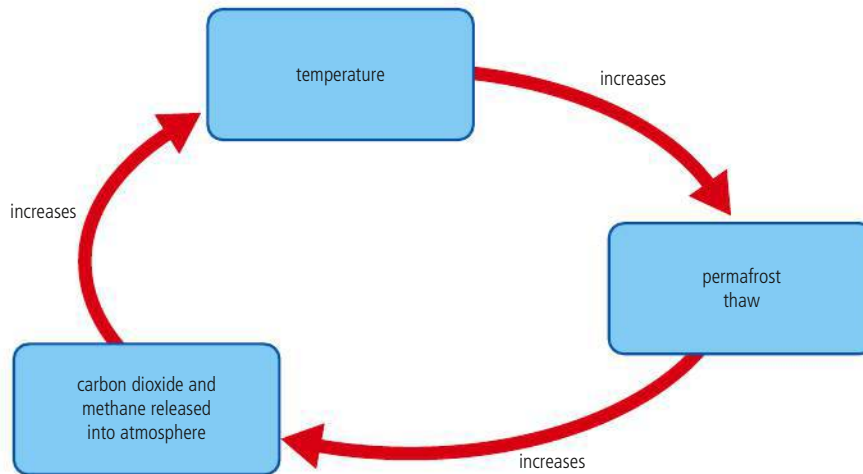 temperature
increases
permafrost
thaw
increases
carbon dioxide and
methane released
into atmosphere
increases